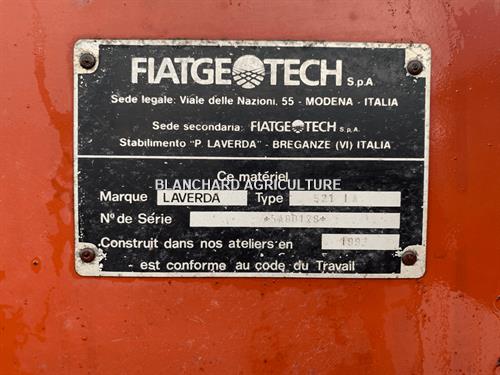 FIATGEOTECH S.p.A.
Sede legale: Viale delle Nazioni, 55 - MODENA - ITALIA
Sede secondaria: FIATGEOTECH S.p.A.
Stabilimento "P. LAVERDA" - BREGANZE (VI) ITALIA
Ce matériel
BLANCHARD AGRICULTURE
Marque LAVERDA Type 521
N° de Série
Construit dans nos ateliers en
est conforme au code du Travail